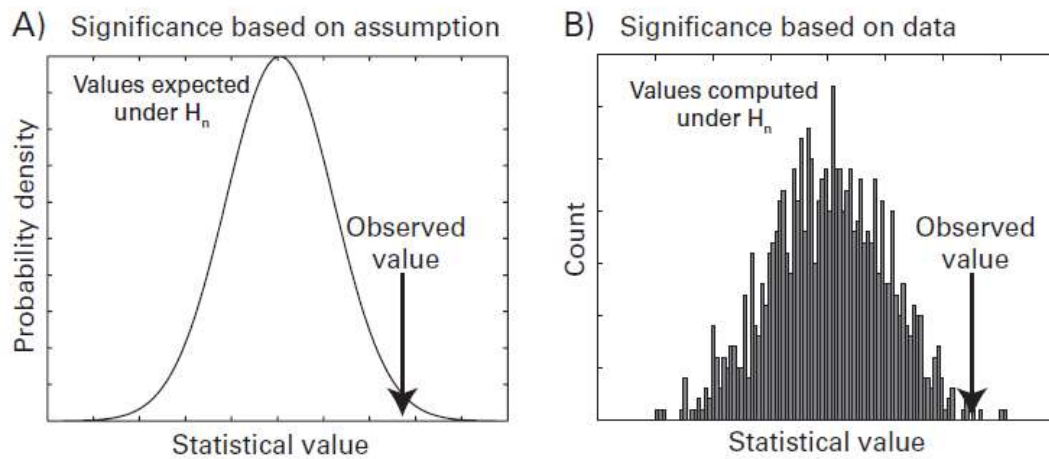 A) Significance based on assumption
Values expected
under Hn
Observed
value
Probability density
Statistical value
B) Significance based on data
Values computed
under Hn
Observed
value
Count
Statistical value